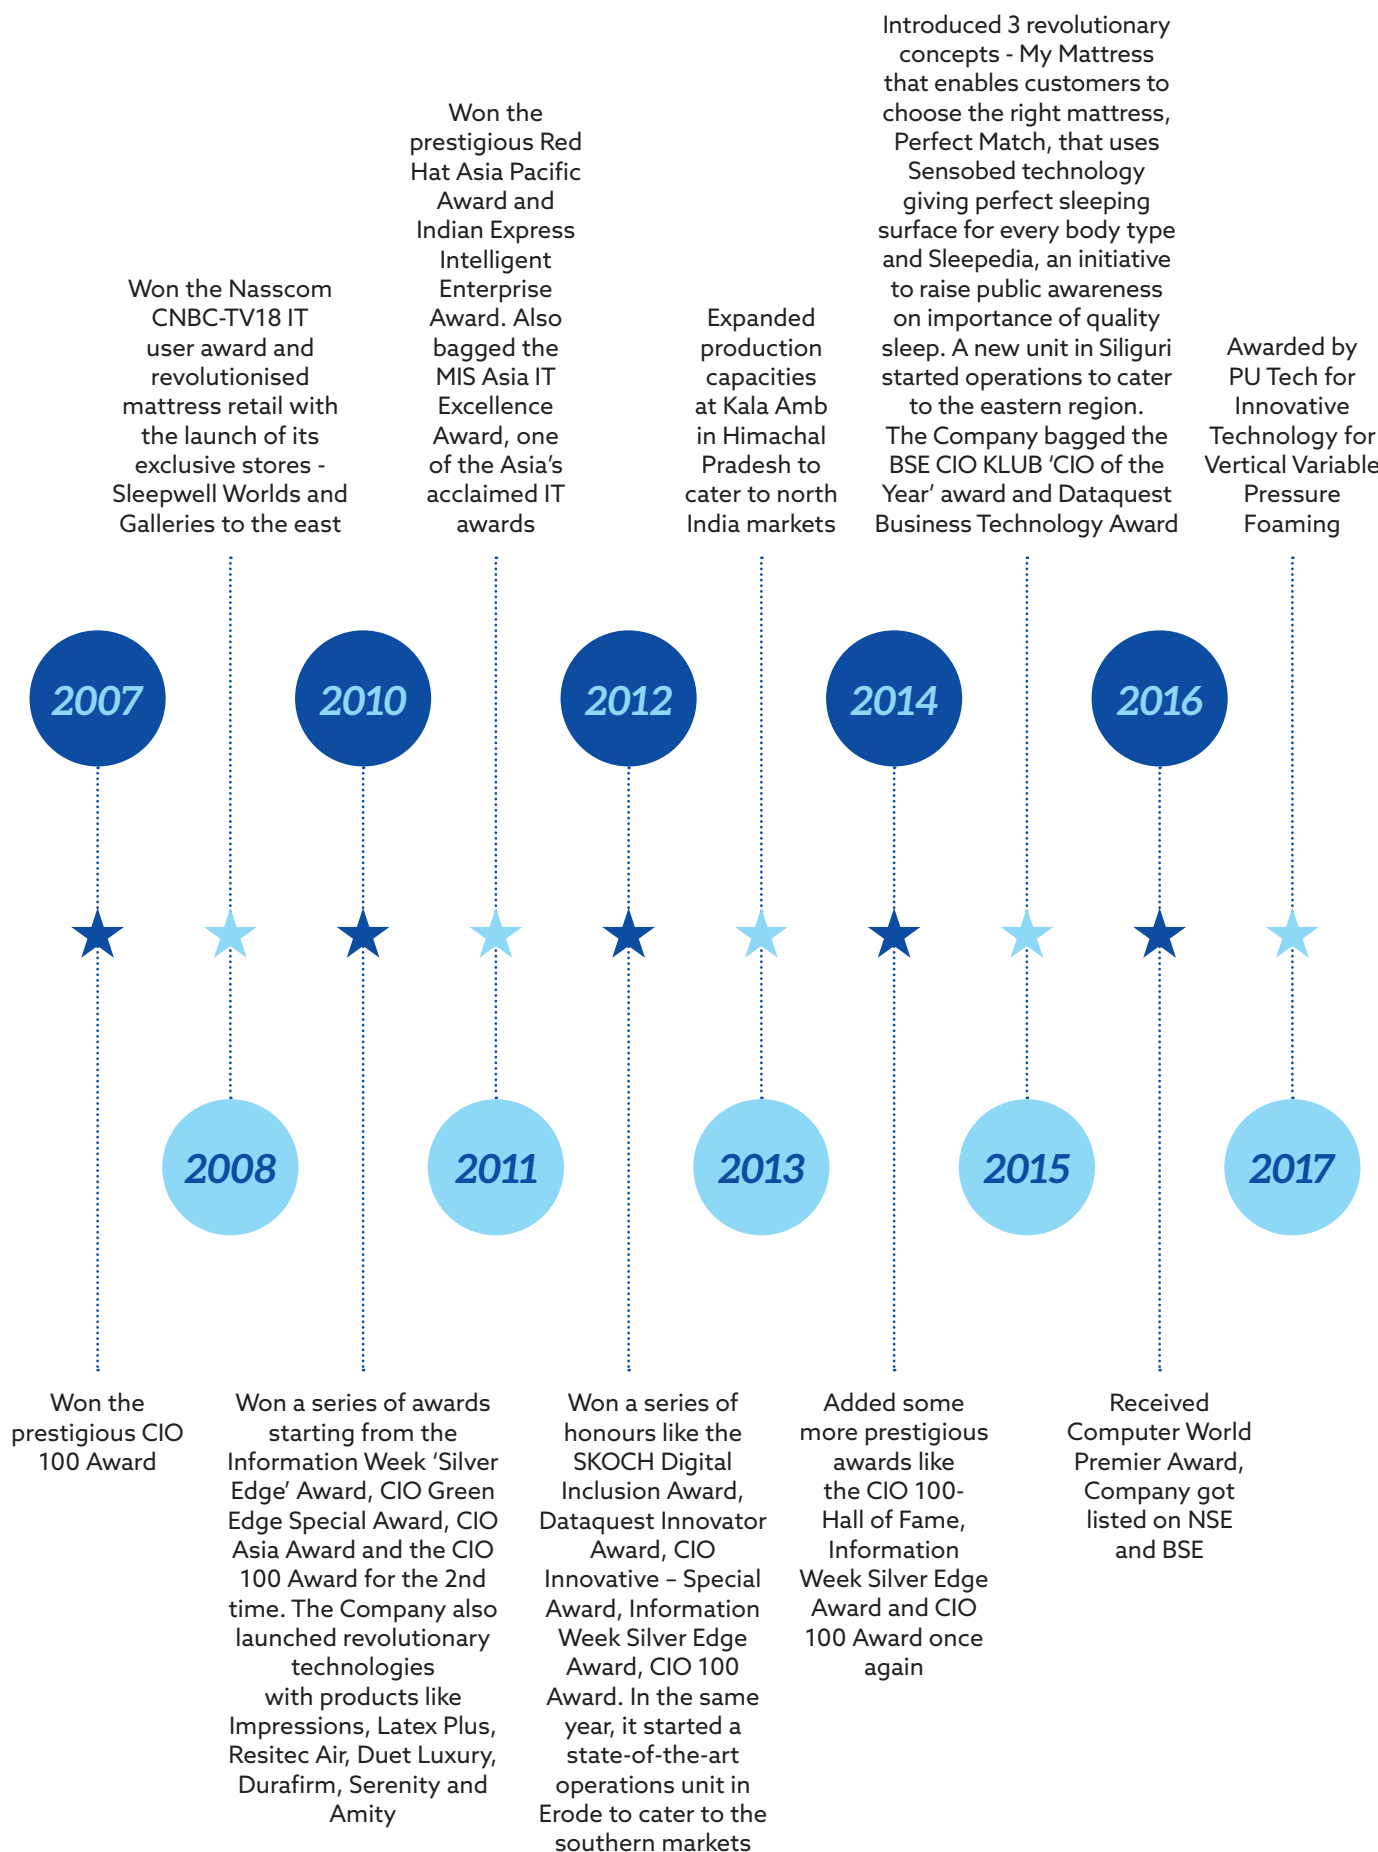 Won the Nasscom
CNBC-TV18 IT
user award and
revolutionised
mattress retail with
the launch of its
exclusive stores -
Sleepwell Worlds and
Galleries to the east
Won the
prestigious Red
Hat Asia Pacific
Award and
Indian Express
Intelligent
Enterprise
Award. Also
bagged the
MIS Asia IT
Excellence
Award, one
of the Asia’s
acclaimed IT
awards
Expanded
production
capacities
at Kala Amb
in Himachal
Pradesh to
cater to north
India markets
Introduced 3 revolutionary
concepts - My Mattress
that enables customers to
choose the right mattress,
Perfect Match, that uses
Sensobed technology
giving perfect sleeping
surface for every body type
and Sleepedia, an initiative
to raise public awareness
on importance of quality
sleep. A new unit in Siliguri
started operations to cater
to the eastern region.
The Company bagged the
BSE CIO KLUB ‘CIO of the
Year’ award and Dataquest
Business Technology Award
Awarded by
PU Tech for
Innovative
Technology for
Vertical Variable
Pressure
Foaming
2007
2010
2012
2014
2016
2008
2011
2013
2015
2017
Won the
prestigious CIO
100 Award
Won a series of awards
starting from the
Information Week ‘Silver
Edge’ Award, CIO Green
Edge Special Award, CIO
Asia Award and the CIO
100 Award for the 2nd
time. The Company also
launched revolutionary
technologies
with products like
Impressions, Latex Plus,
Resitec Air, Duet Luxury,
Durafirm, Serenity and
Amity
Won a series of
honours like the
SKOCH Digital
Inclusion Award,
Dataquest Innovator
Award, CIO
Innovative – Special
Award, Information
Week Silver Edge
Award, CIO 100
Award. In the same
year, it started a
state-of-the-art
operations unit in
Erode to cater to the
southern markets
Added some
more prestigious
awards like
the CIO 100-
Hall of Fame,
Information
Week Silver Edge
Award and CIO
100 Award once
again
Received
Computer World
Premier Award,
Company got
listed on NSE
and BSE